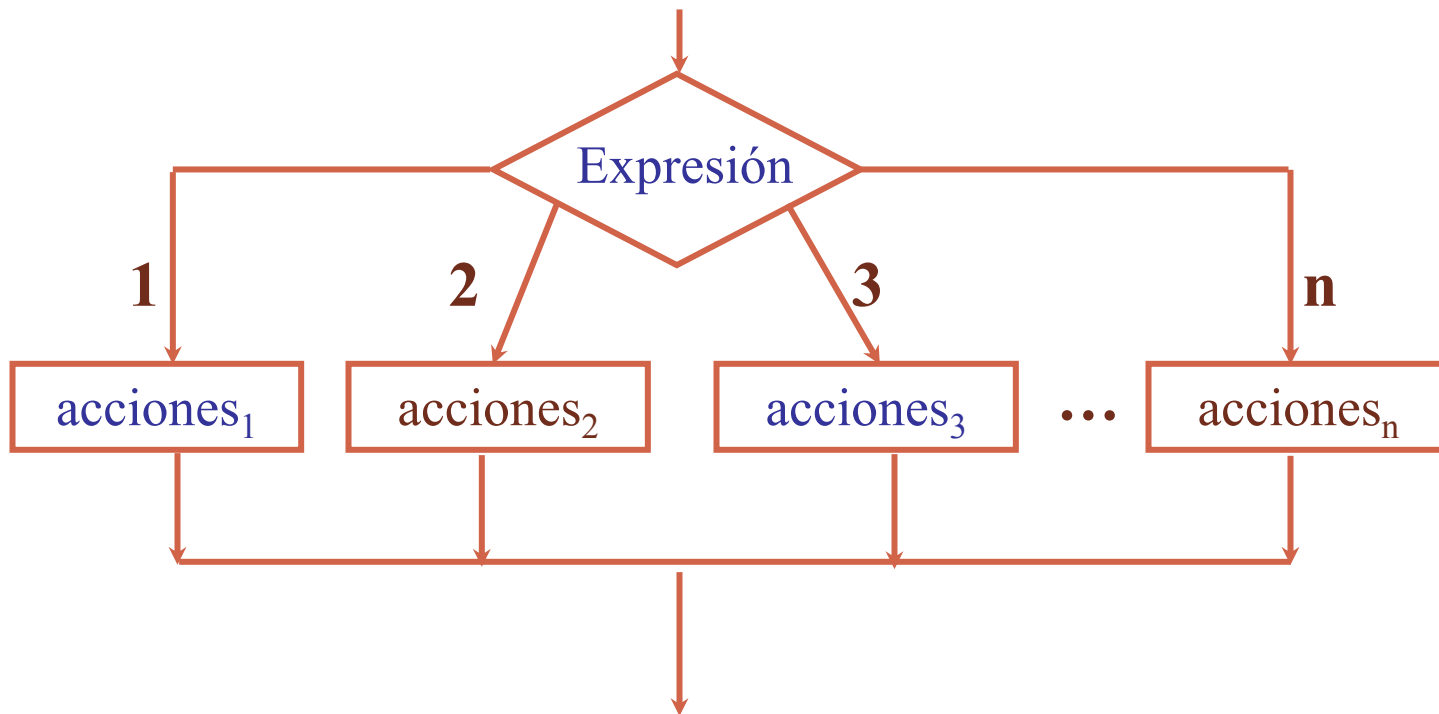 Expresión
1 2 3 n
acciones₁ acciones₂ acciones₃ ... accionesₙ